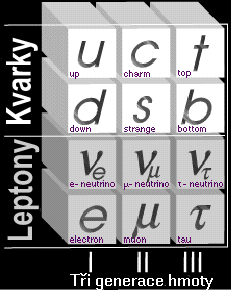 Kvarky
u c t
up charm top
d s b
down strange bottom
Leptony
νe νμ ντ
e- neutrino μ- neutrino τ- neutrino
e μ τ
electron muon tau
I II III
Tři generace hmoty